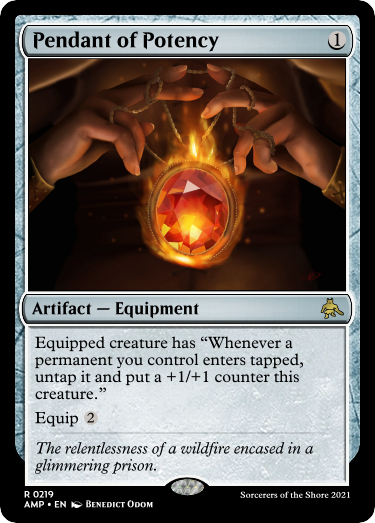 Pendant of Potency 1
Artifact — Equipment
Equipped creature has “Whenever a
permanent you control enters tapped,
untap it and put a +1/+1 counter this
creature.”
Equip 2
The relentlessness of a wildfire encased in a
glimmering prison.
R 0219
AMP • EN Benedict Odom
Sorcerers of the Shore 2021